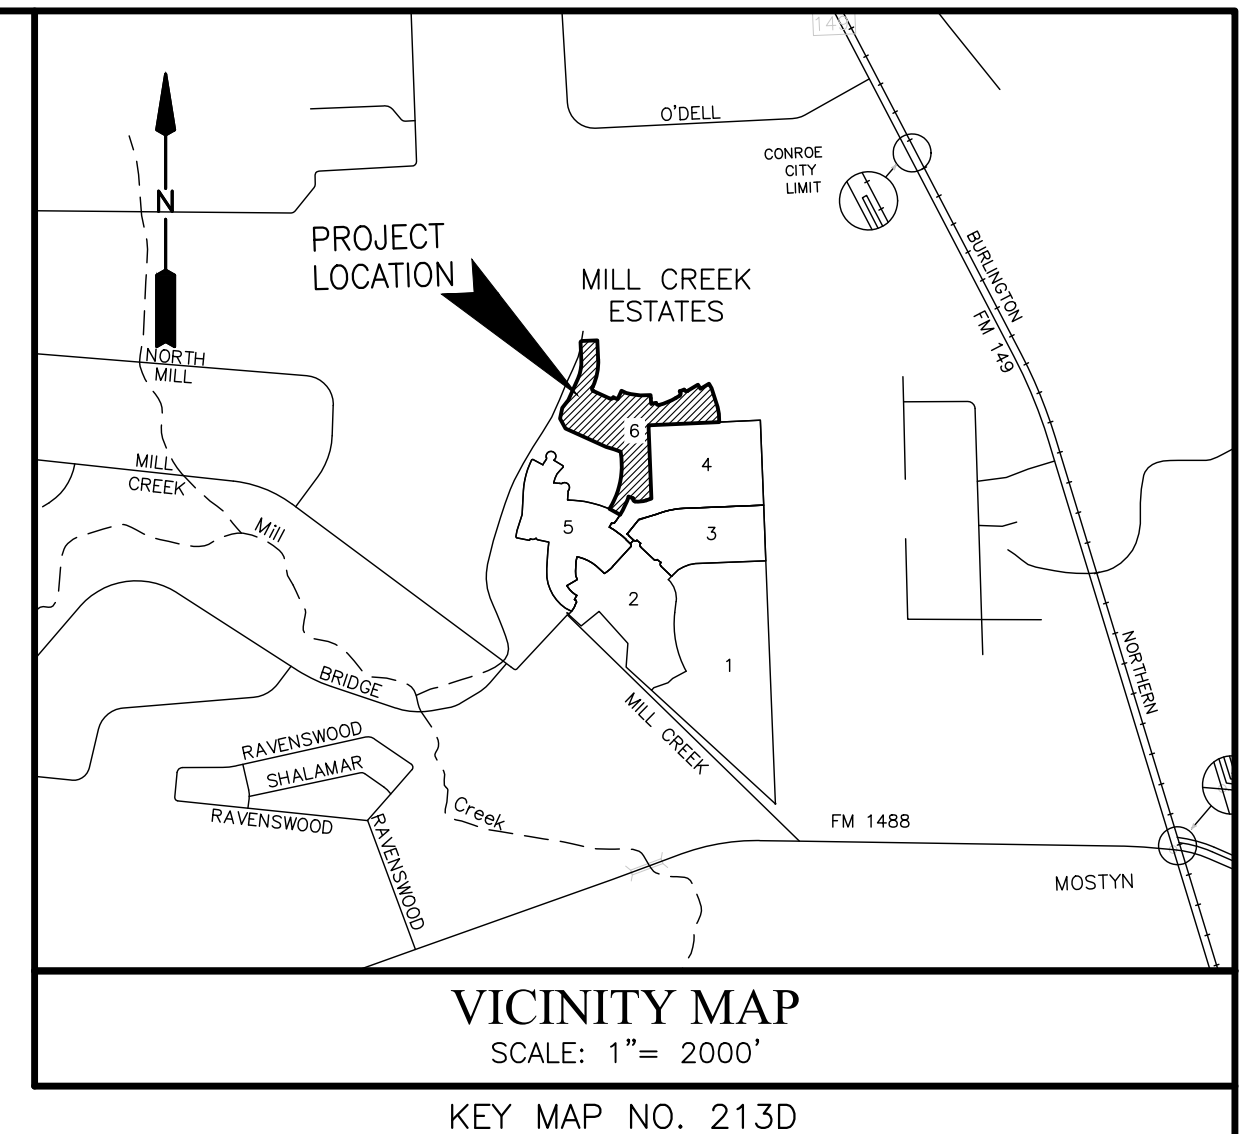 149
O'DELL
CONROE
CITY
LIMIT
N
PROJECT
LOCATION
MILL CREEK
ESTATES
BURLINGTON
FM 149
NORTH
MILL
6
MILL
CREEK
4
Mill
5
3
2
1
NORTHERN
BRIDGE
MILL CREEK
RAVENSWOOD
SHALAMAR
RAVENSWOOD
RAVENSWOOD
Creek
FM 1488
MOSTYN
VICINITY MAP
SCALE: 1"= 2000'
KEY MAP NO. 213D